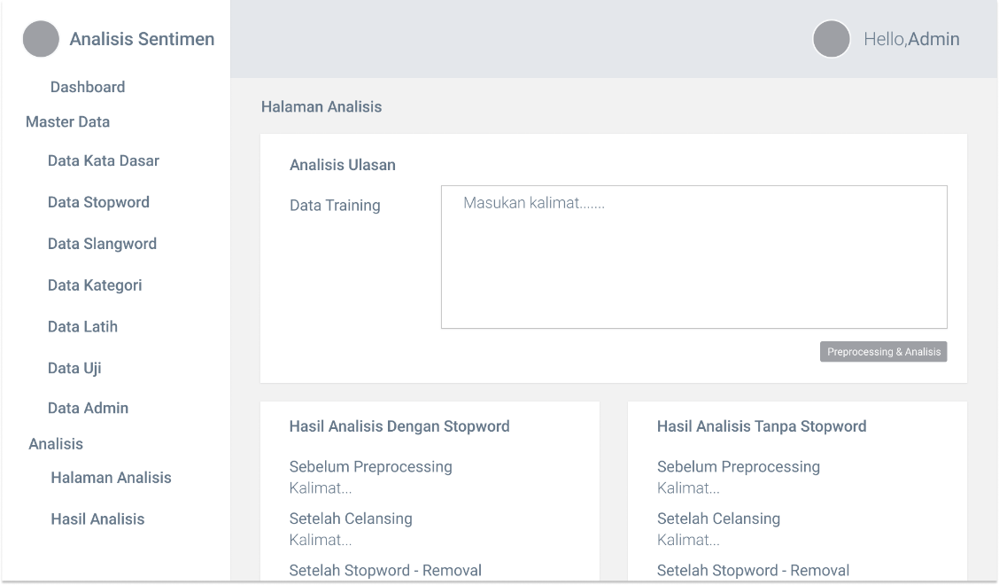 Analisis Sentimen
Hello,Admin
Dashboard
Master Data
Data Kata Dasar
Data Stopword
Data Slangword
Data Kategori
Data Latih
Data Uji
Data Admin
Analisis
Halaman Analisis
Hasil Analisis
Halaman Analisis
Analisis Ulasan
Data Training
Masukan kalimat.......
Preprocessing & Analisis
Hasil Analisis Dengan Stopword
Sebelum Preprocessing
Kalimat...
Setelah Celansing
Kalimat...
Setelah Stopword - Removal
Hasil Analisis Tanpa Stopword
Sebelum Preprocessing
Kalimat...
Setelah Celansing
Kalimat...
Setelah Stopword - Removal